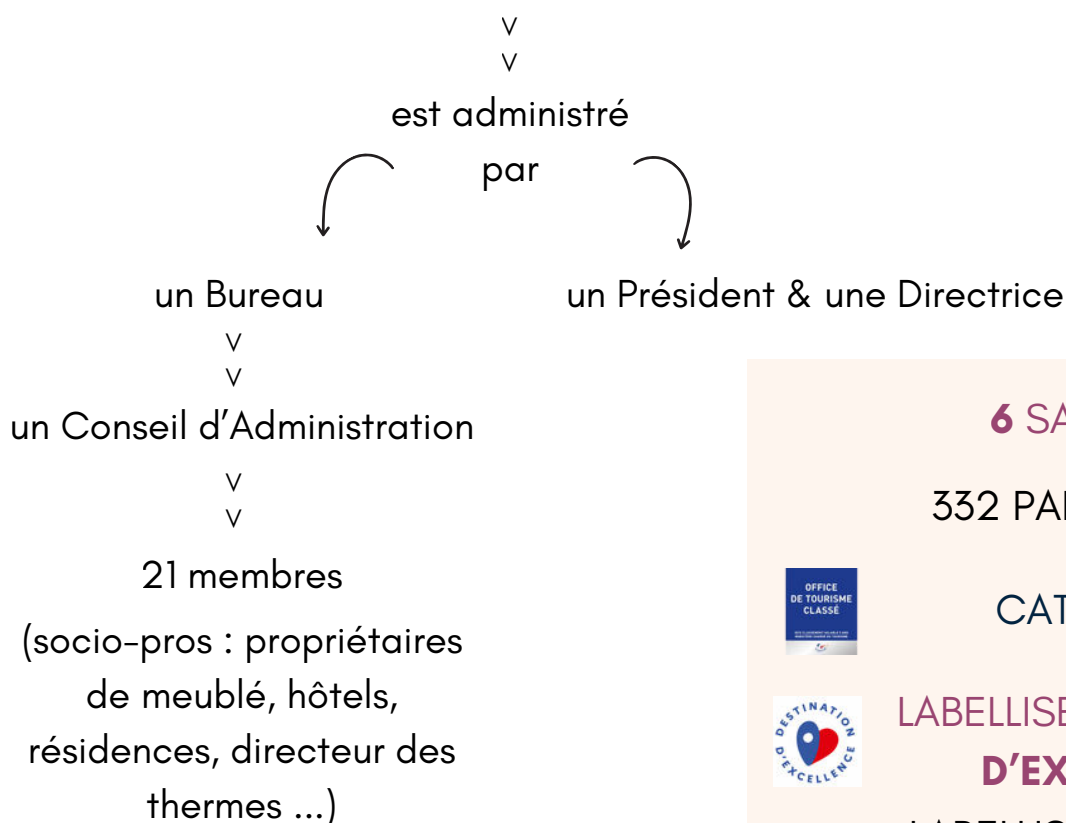 est administré
par
un Bureau
un Président & une Directrice
un Conseil d'Administration
21 membres
(socio-pros : propriétaires
de meublé, hôtels,
résidences, directeur des
thermes ...)
6
332
OFFICE
DE TOURISME
CLASSÉ
DESTINATION
D'EXCELLENCE